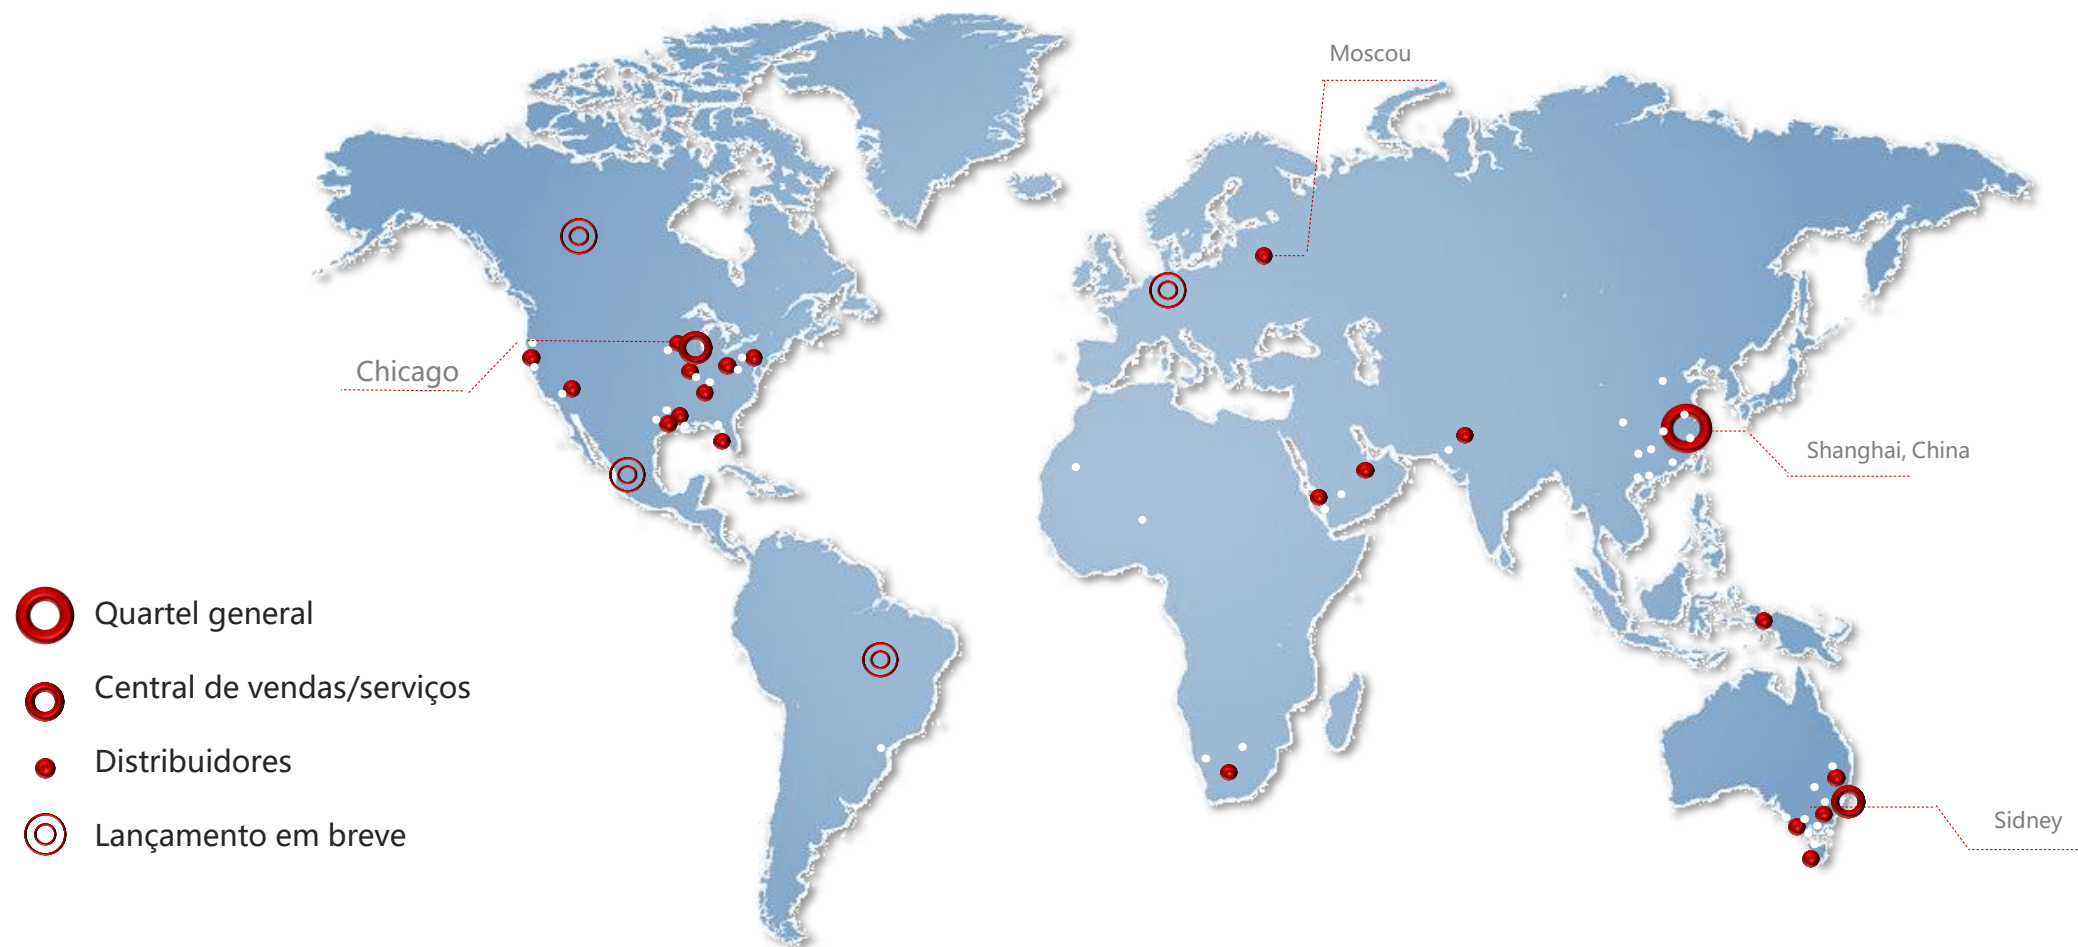 Moscou
Chicago
Shanghai, China
Quartel general
Central de vendas/serviços
Distribuidores
Lançamento em breve
Sidney